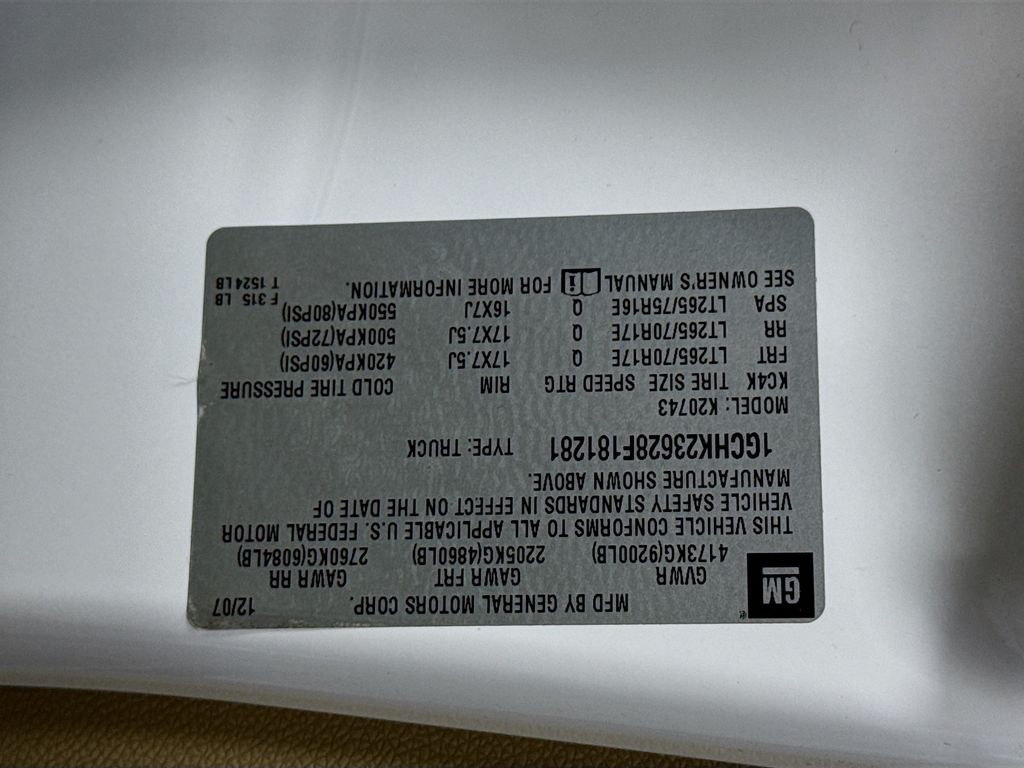 GM
MFD BY GENERAL MOTORS CORP. 12/07
GVWR GAWR FRT GAWR RR
4173KG(9200LB) 2205KG(4860LB) 2760KG(6084LB)
THIS VEHICLE CONFORMS TO ALL APPLICABLE U.S. FEDERAL MOTOR
VEHICLE SAFETY STANDARDS IN EFFECT ON THE DATE OF
MANUFACTURE SHOWN ABOVE.
1GCHK23628F181281 TYPE: TRUCK
MODEL: K20743
KC4K TIRE SIZE SPEED RTG RIM COLD TIRE PRESSURE
FRT LT265/70R17E Q 17X7.5J 420KPA(60PSI)
RR LT265/70R17E Q 17X7.5J 500KPA(72PSI)
SPA LT265/75R16E Q 16X7J 550KPA(80PSI)
SEE OWNER'S MANUAL i FOR MORE INFORMATION.
F 315 LB
T 1524 LB